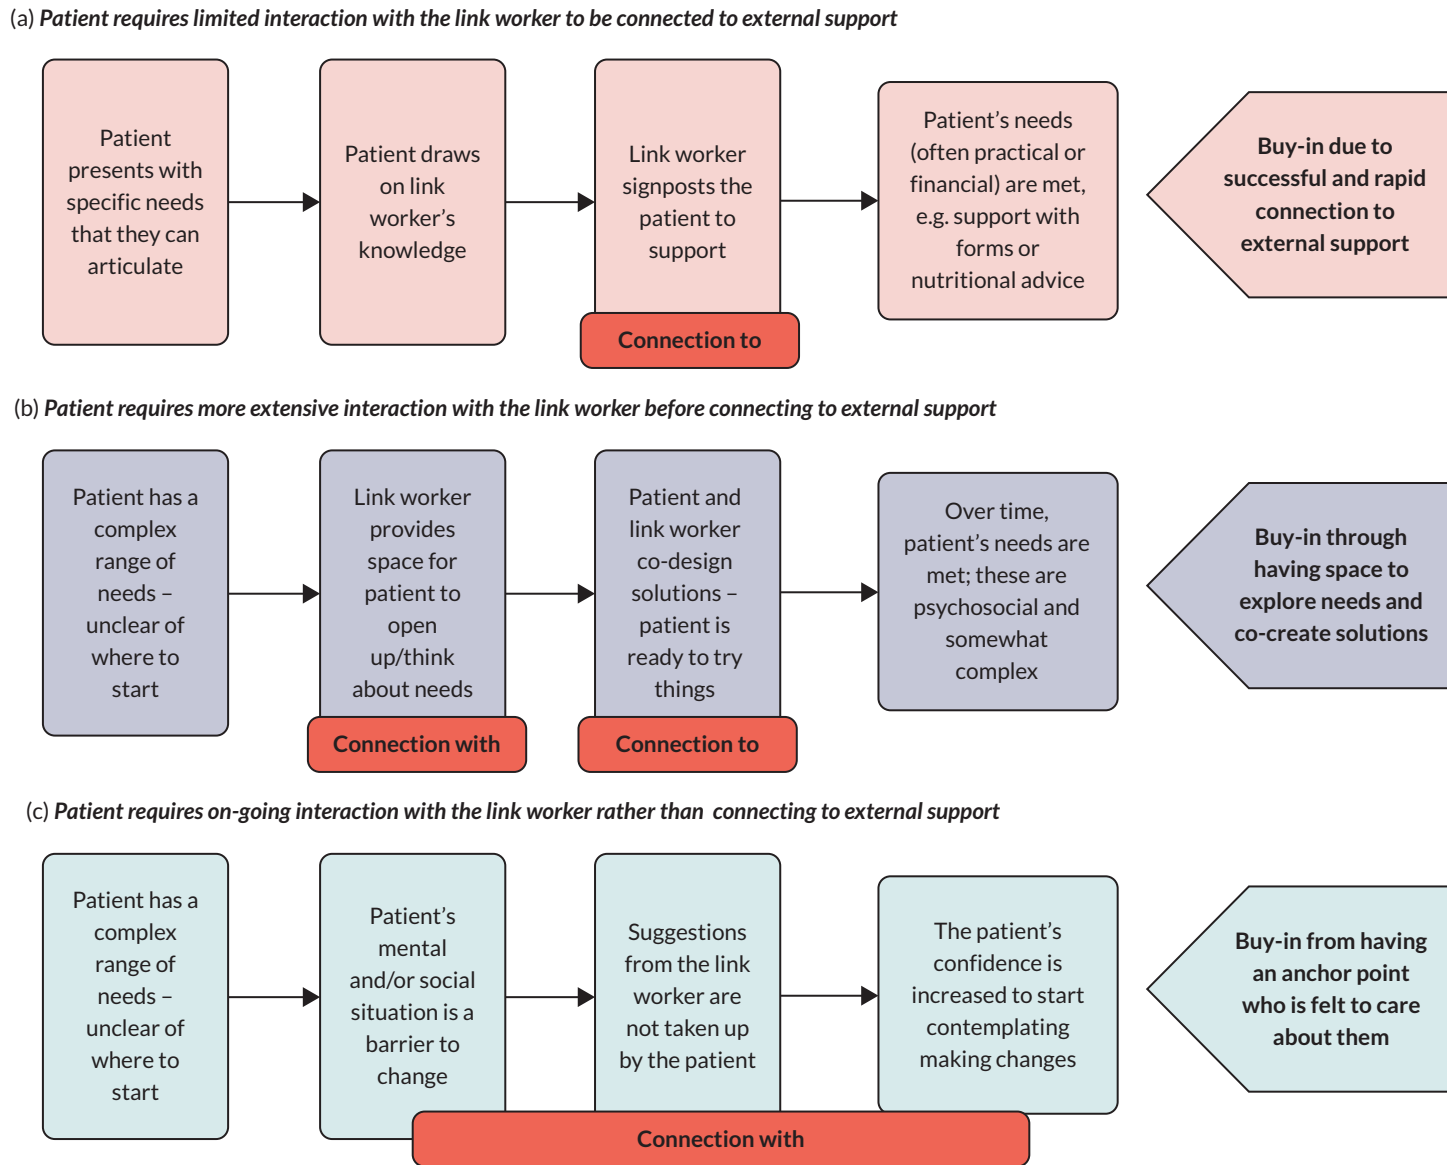 (a) Patient requires limited interaction with the link worker to be connected to external support
Patient
presents with
specific needs
that they can
articulate
Patient draws
on link
worker’s
knowledge
Link worker
signposts the
patient to
support
Connection to
Patient’s needs
(often practical or
financial) are met,
e.g. support with
forms or
nutritional advice
Buy-in due to
successful and rapid
connection to
external support
(b) Patient requires more extensive interaction with the link worker before connecting to external support
Patient has a
complex
range of
needs –
unclear of
where to
start
Link worker
provides
space for
patient to
open
up/think
about needs
Connection with
Patient and
link worker
co-design
solutions –
patient is
ready to try
things
Connection to
Over time,
patient’s needs are
met; these are
psychosocial and
somewhat
complex
Buy-in through
having space to
explore needs and
co-create solutions
(c) Patient requires on-going interaction with the link worker rather than connecting to external support
Patient has a
complex
range of
needs –
unclear of
where to
start
Patient’s
mental
and/or social
situation is a
barrier to
change
Suggestions
from the link
worker are
not taken up
by the patient
The patient’s
confidence is
increased to start
contemplating
making changes
Connection with
Buy-in from having
an anchor point
who is felt to care
about them